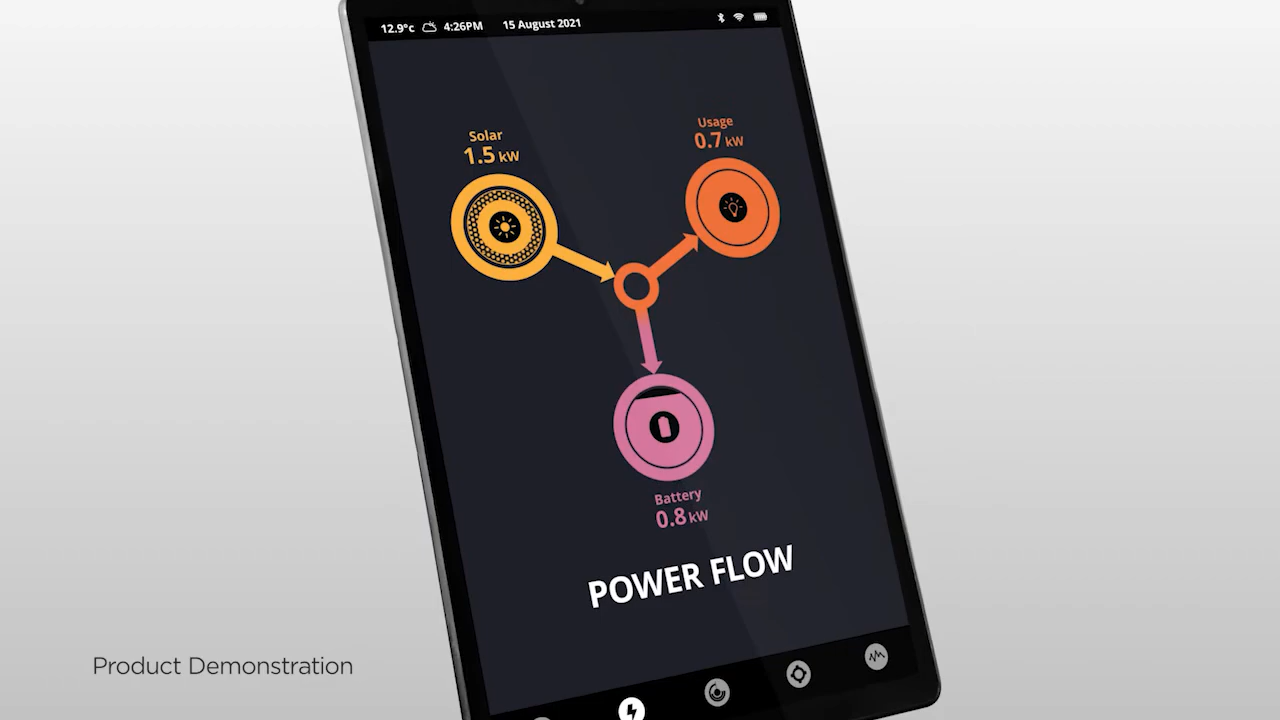 12.9°c 4:26PM 15 August 2021
Solar
1.5 kW
Usage
0.7 kW
Battery
0.8 kW
POWER FLOW
Product Demonstration